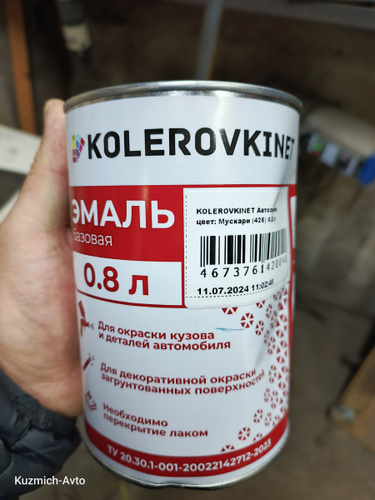 KOLEROVKINET
ЭМАЛЬ
базовая
0.8 л
KOLEROVKINET
цвет: Мускари (426) 0,8 л
11.07.2024 11:02:46
Для окраски кузова
и деталей автомобиля
Для декоративной окраски
загрунтованных поверхностей
Необходимо
перекрытие лаком
ТУ 20.30.1-001-20022142712-2023
Kuzmich-Avto